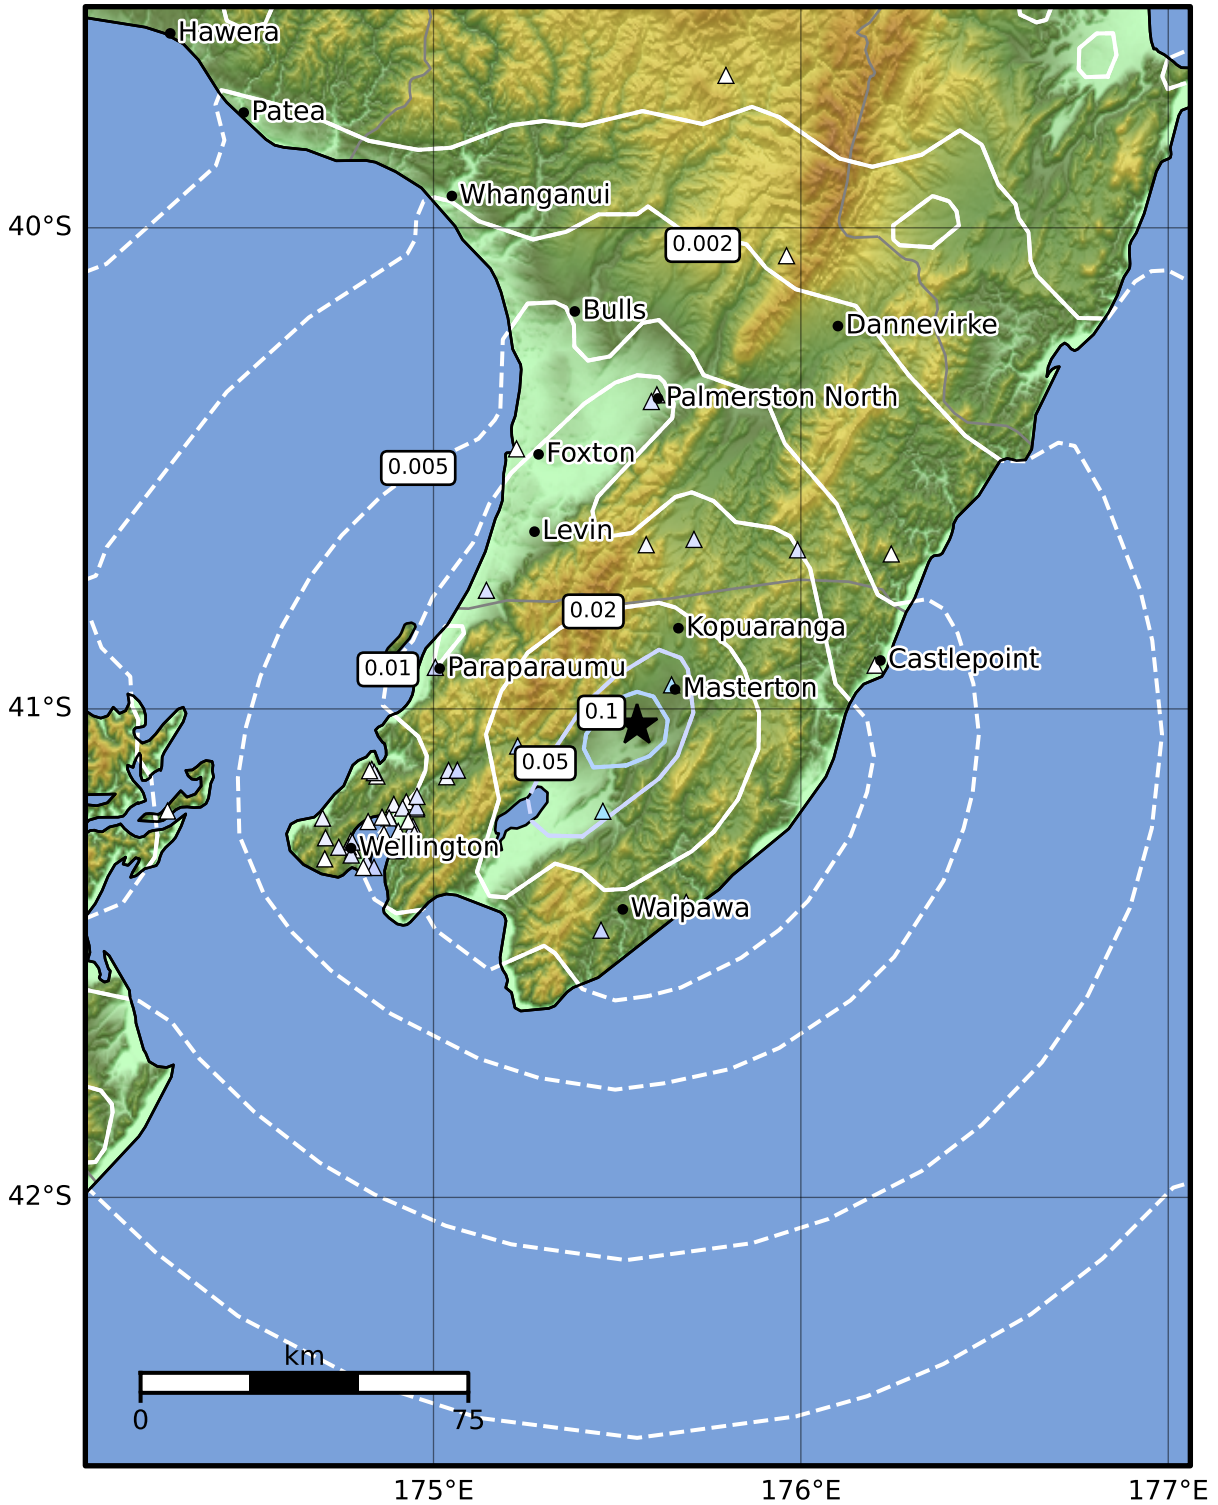 Hawera
Patea
Whanganui
40°S
0.002
Bulls
Dannevirke
Palmerston North
Foxton
0.005
Levin
0.02
Kopuaranga
0.01
Paraparaumu
Castlepoint
Masterton
41°S
0.1
0.05
Wellington
Waipawa
42°S
km
0
75
175°E
176°E
177°E